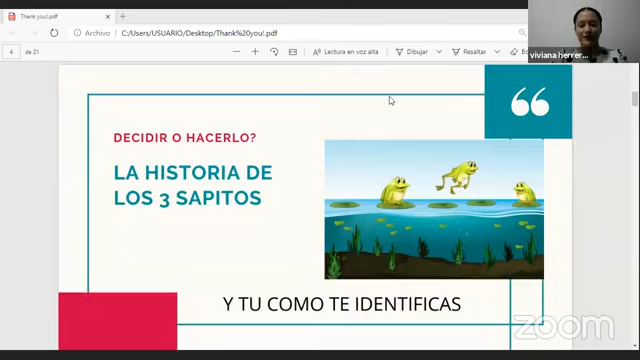 Thank you!.pdf
Archivo
C:/Users/USUARIO/Desktop/Thank%20you!.pdf
4
de 21
Lectura en voz alta
Dibujar
Resaltar
Borrar
viviana herrer...
DECIDIR O HACERLO?
LA HISTORIA DE
LOS 3 SAPITOS
Y TU COMO TE IDENTIFICAS
zoom